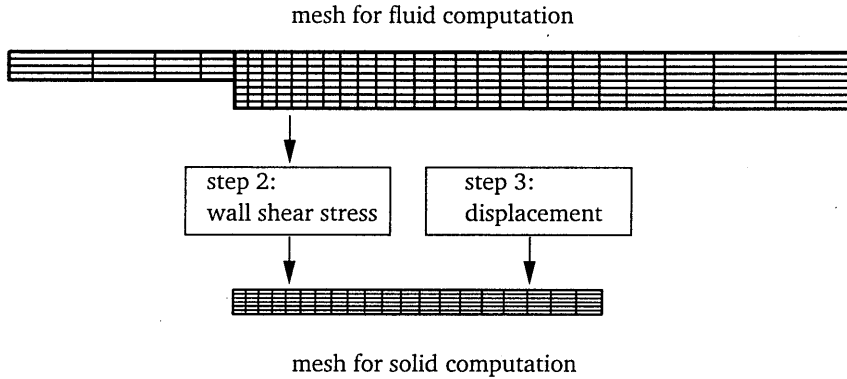 mesh for fluid computation
step 2:
wall shear stress
step 3:
displacement
mesh for solid computation